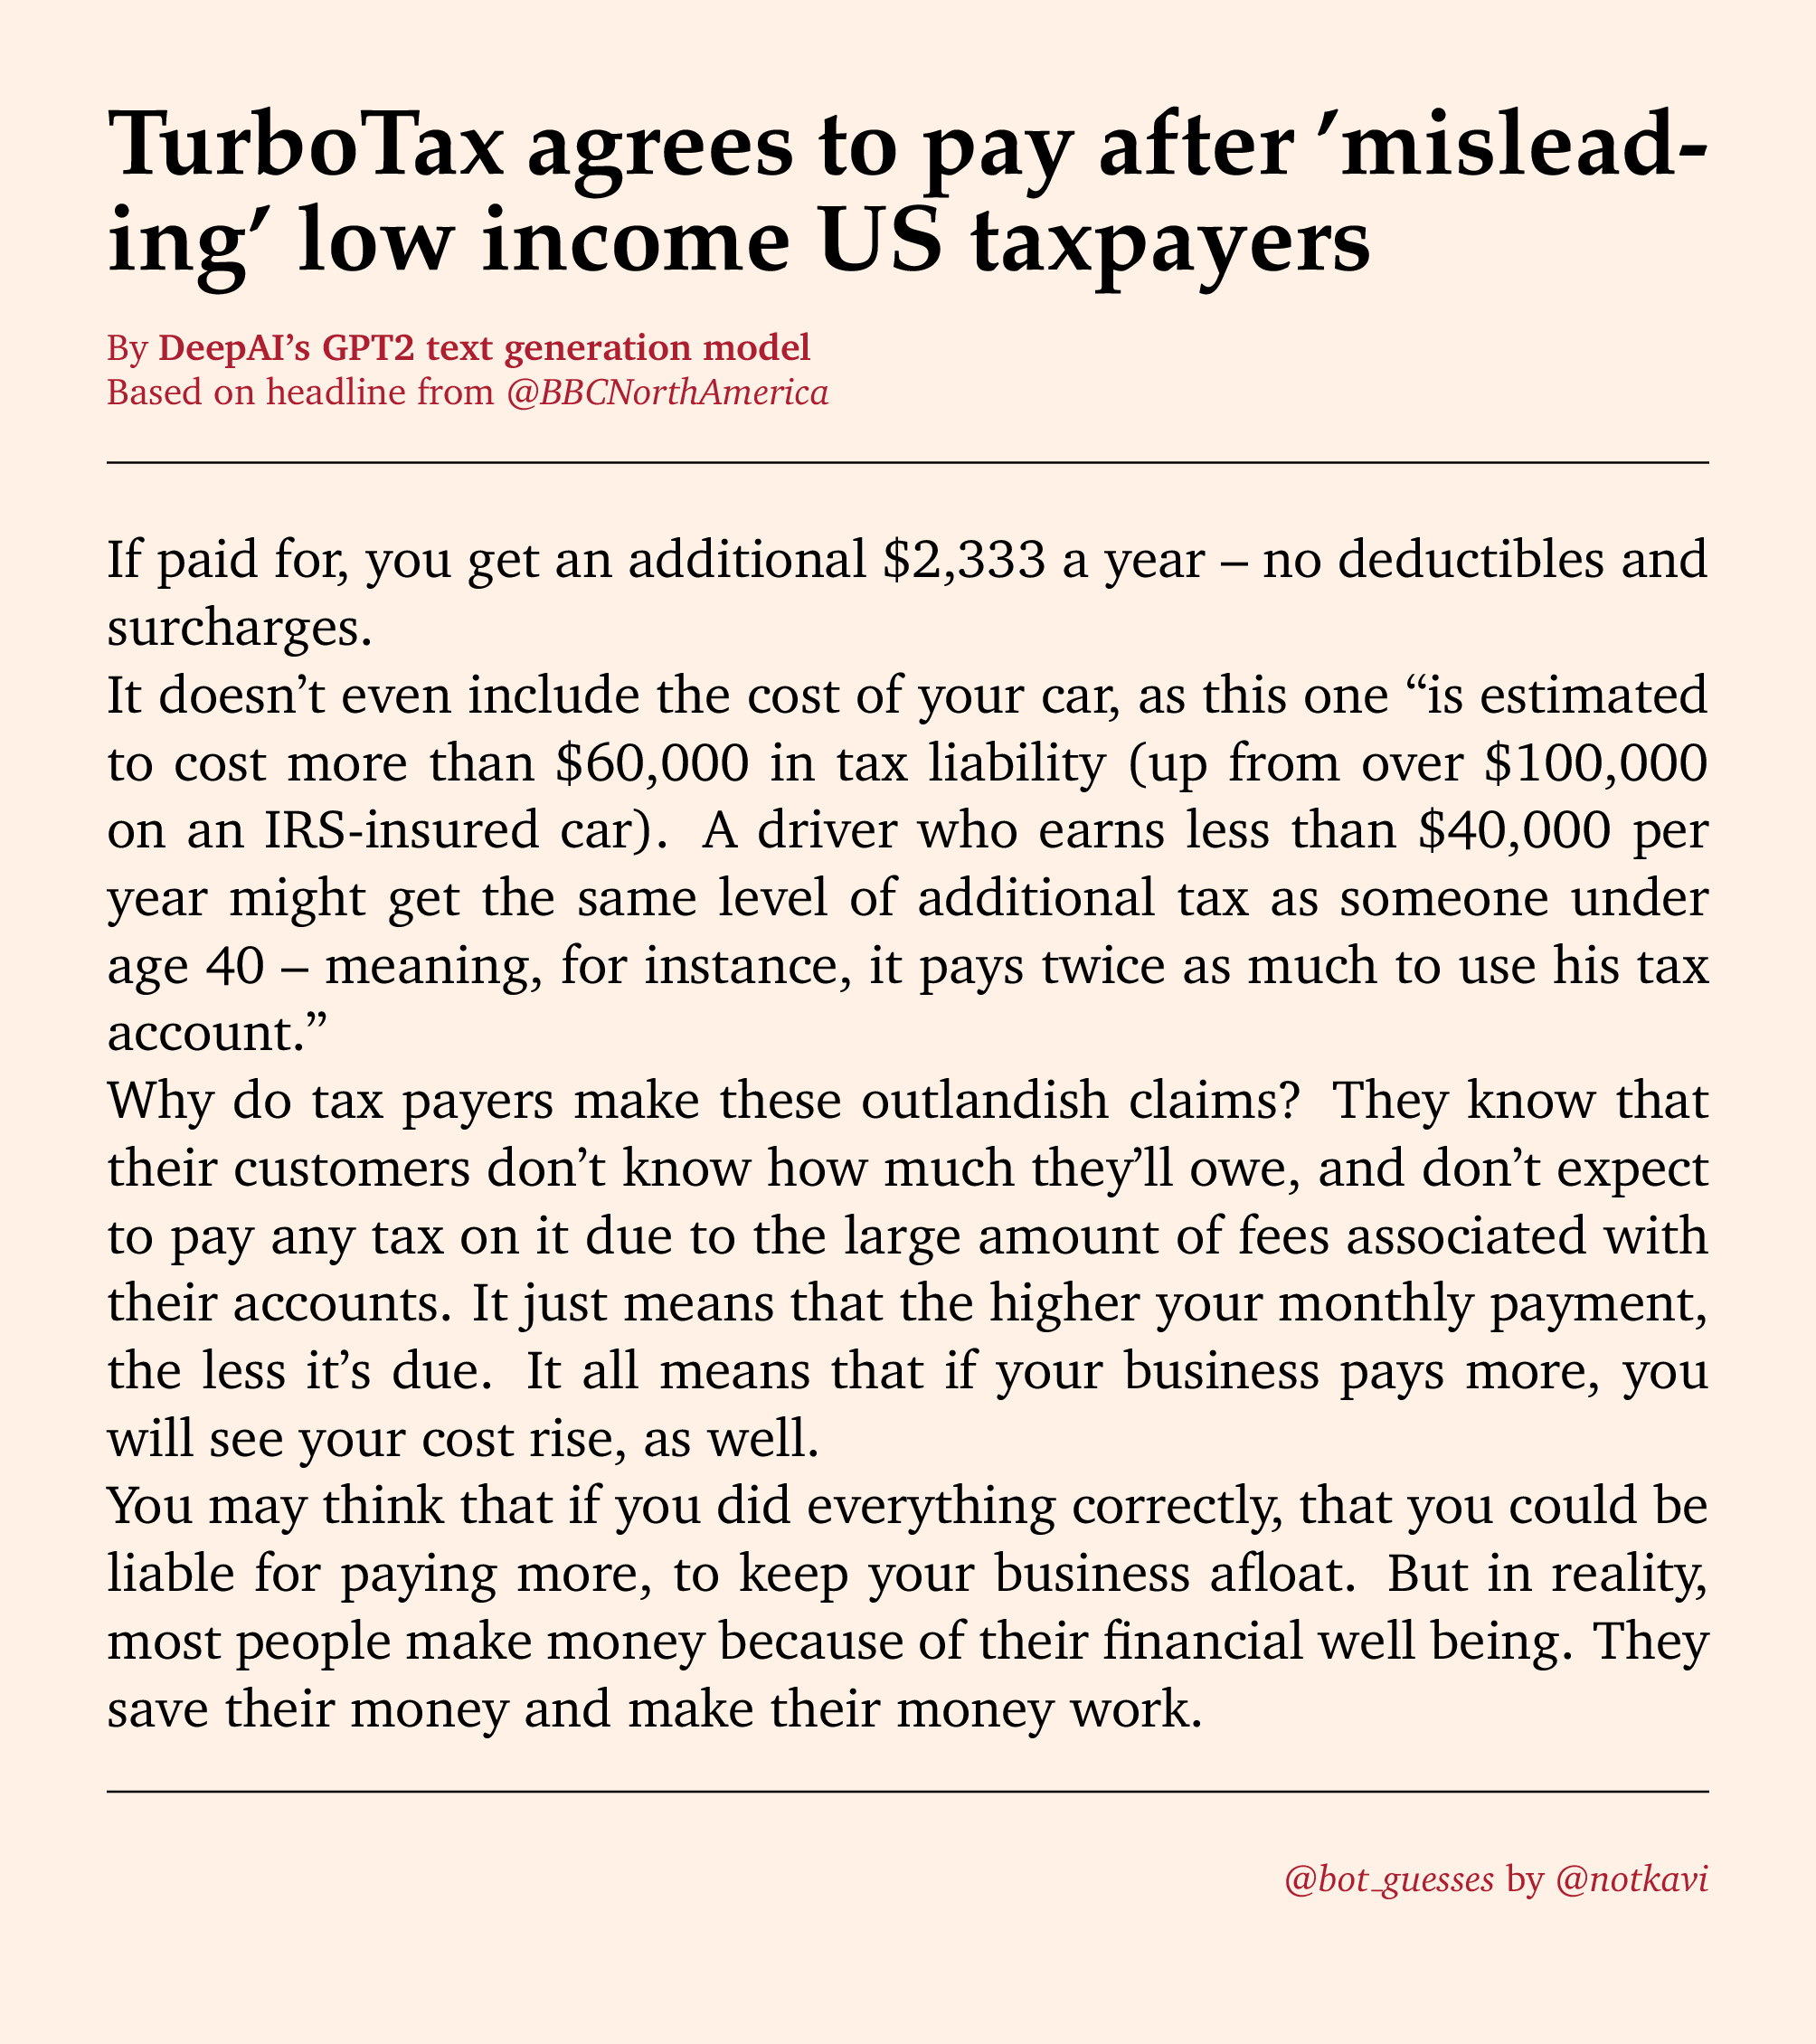 TurboTax agrees to pay after ’mislead-
ing’ low income US taxpayers
By DeepAI’s GPT2 text generation model
Based on headline from @BBCNorthAmerica
If paid for, you get an additional $2,333 a year – no deductibles and
surcharges.
It doesn’t even include the cost of your car, as this one “is estimated
to cost more than $60,000 in tax liability (up from over $100,000
on an IRS-insured car). A driver who earns less than $40,000 per
year might get the same level of additional tax as someone under
age 40 – meaning, for instance, it pays twice as much to use his tax
account.”
Why do tax payers make these outlandish claims? They know that
their customers don’t know how much they’ll owe, and don’t expect
to pay any tax on it due to the large amount of fees associated with
their accounts. It just means that the higher your monthly payment,
the less it’s due. It all means that if your business pays more, you
will see your cost rise, as well.
You may think that if you did everything correctly, that you could be
liable for paying more, to keep your business afloat. But in reality,
most people make money because of their financial well being. They
save their money and make their money work.
@bot_guesses by @notkavi